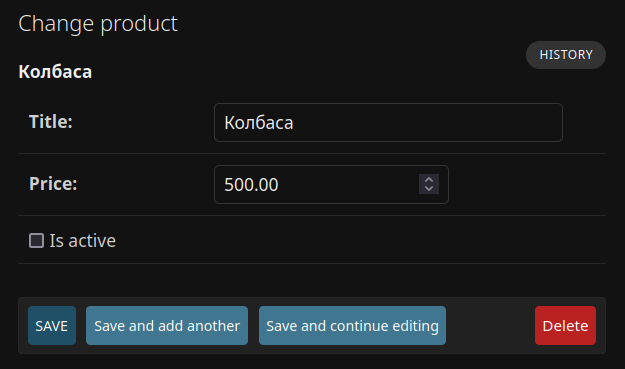 Change product
HISTORY
Колбаса
Title: Колбаса
Price: 500.00
Is active
SAVE Save and add another Save and continue editing Delete